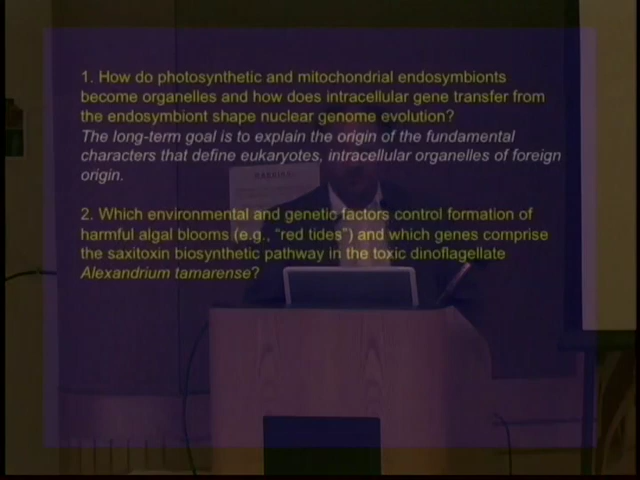 1. How do photosynthetic and mitochondrial endosymbionts
become organelles and how does intracellular gene transfer from
the endosymbiont shape nuclear genome evolution?
The long-term goal is to explain the origin of the fundamental
characters that define eukaryotes, intracellular organelles of foreign
origin.
2. Which environmental and genetic factors control formation of
harmful algal blooms (e.g., “red tides”) and which genes comprise
the saxitoxin biosynthetic pathway in the toxic dinoflagellate
Alexandrium tamarense?